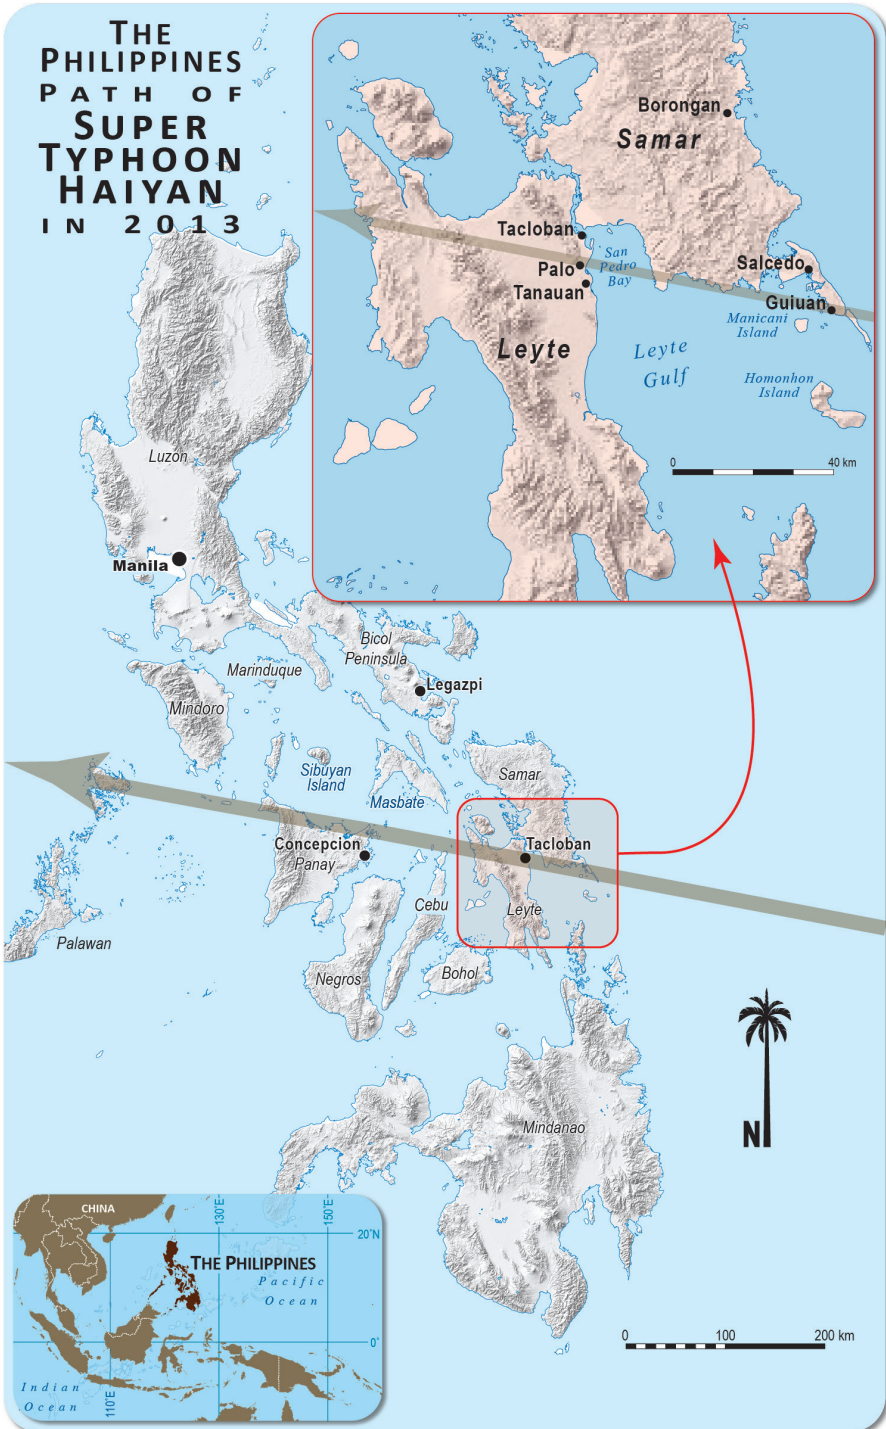 THE
PHILIPPINES
PATH OF
SUPER
TYPHOON
HAIYAN
IN 2013
Borongan
Samar
Tacloban
San
Pedro
Bay
Palo
Tanauan
Salcedo
Guiuan
Manicani
Island
Leyte
Leyte
Gulf
Homonhon
Island
0 40 km
Luzon
Manila
Bicol
Peninsula
Marinduque
Legazpi
Mindoro
Sibuyan
Island
Masbate
Samar
Concepcion
Panay
Tacloban
Cebu
Leyte
Palawan
Negros
Bohol
N
Mindanao
CHINA
130°E
150°E
20°N
THE PHILIPPINES
Pacific
Ocean
0°
Indian
Ocean
110°E
0 100 200 km